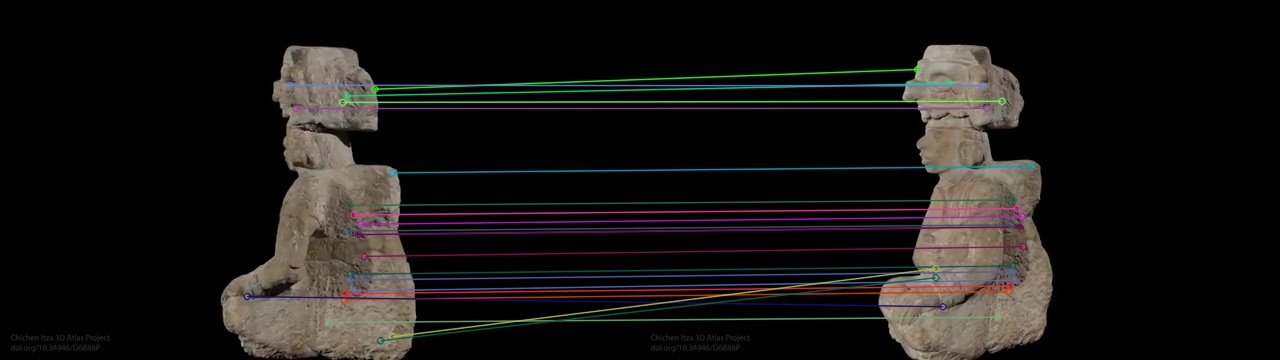 Chichen Itza 3D Atlas Project
doi.org/10.34946/D6B88P
Chichen Itza 3D Atlas Project
doi.org/10.34946/D6B88P